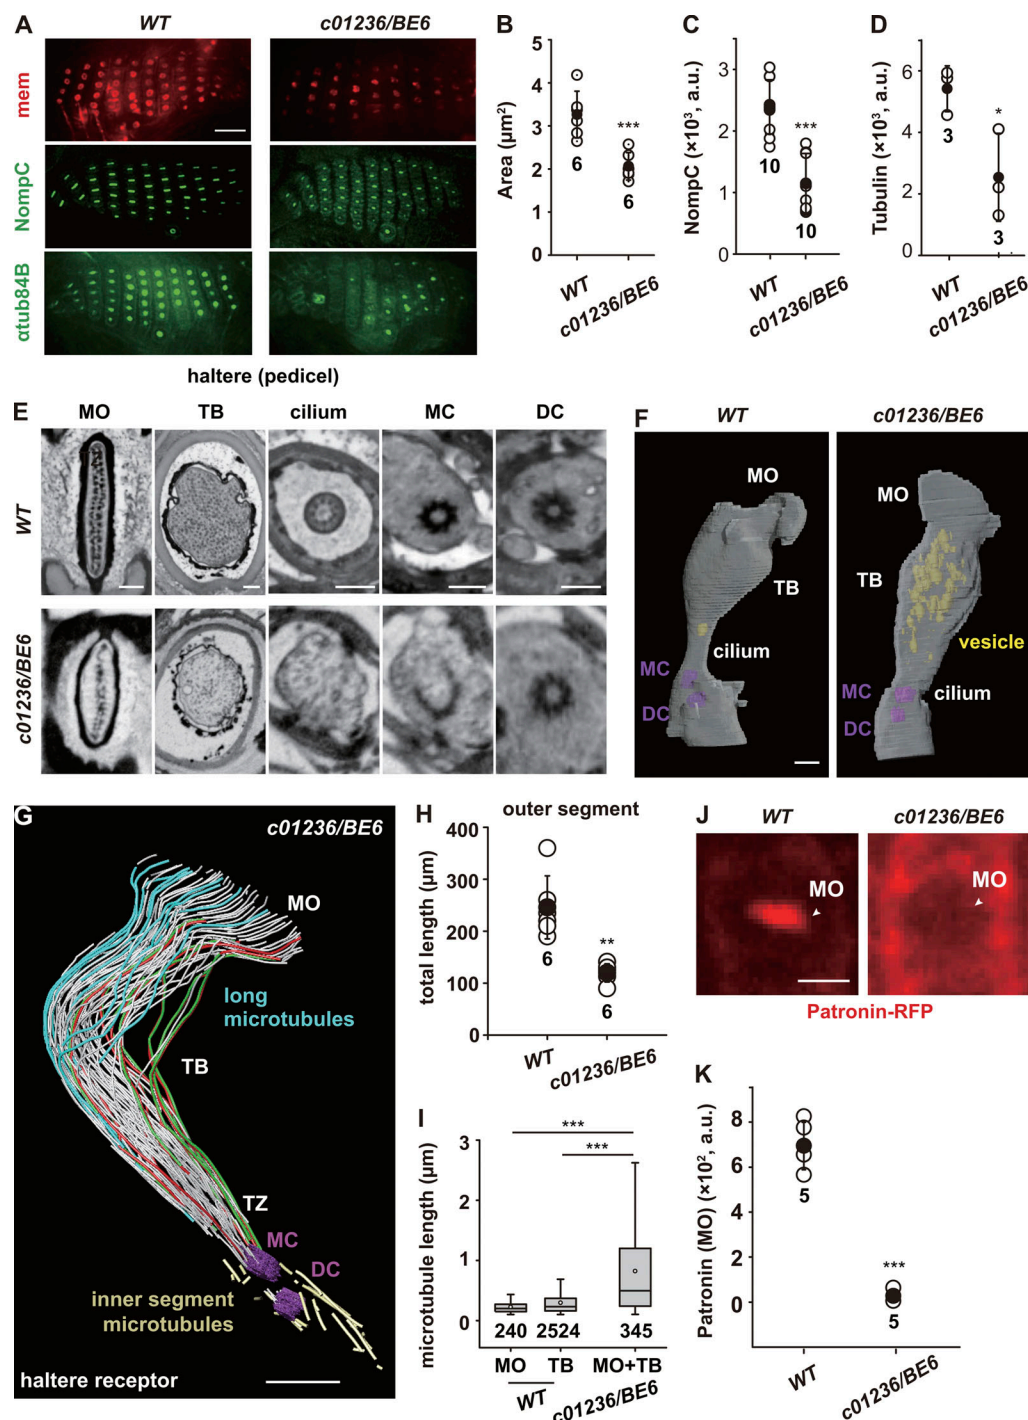 A
WT
c01236/BE6
mem
NompC
αtub84B
haltere (pedicel)
B
Area (μm²)
5
4
3
2
1
0
***
6
6
WT
c01236/BE6
C
NompC (×10³, a.u.)
3
2
1
0
***
10
10
WT
c01236/BE6
D
Tubulin (×10³, a.u.)
6
4
2
0
*
3
3
WT
c01236/BE6
E
MO
TB
cilium
MC
DC
WT
c01236/BE6
F
WT
c01236/BE6
MO
TB
cilium
MC
DC
MO
TB
vesicle
MC
cilium
DC
G
c01236/BE6
MO
long
microtubules
TB
TZ
MC
DC
inner segment
microtubules
haltere receptor
H
outer segment
total length (μm)
400
300
200
100
0
**
6
6
WT
c01236/BE6
I
microtubule length (μm)
3
2
1
0
***
***
240
2524
345
MO
TB
MO+TB
WT
c01236/BE6
J
WT
c01236/BE6
MO
MO
Patronin-RFP
K
Patronin (MO) (×10², a.u.)
8
6
4
2
0
***
5
5
WT
c01236/BE6